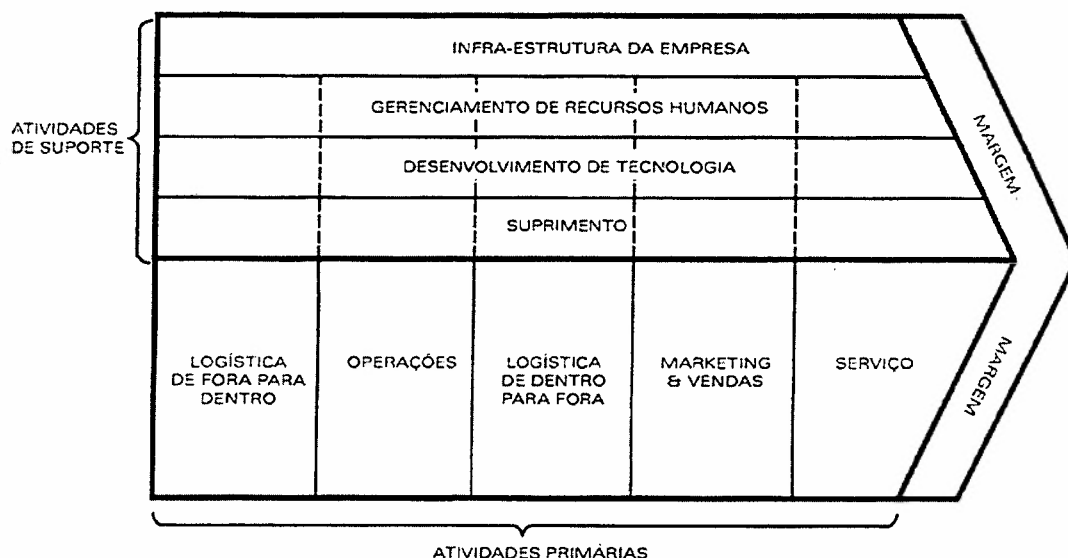 INFRA-ESTRUTURA DA EMPRESA
GERENCIAMENTO DE RECURSOS HUMANOS
ATIVIDADES
DE SUPORTE
DESENVOLVIMENTO DE TECNOLOGIA
SUPRIMENTO
MARGEM
LOGÍSTICA
DE FORA PARA
DENTRO
OPERAÇÕES
LOGÍSTICA
DE DENTRO
PARA FORA
MARKETING
& VENDAS
SERVIÇO
MARGEM
ATIVIDADES PRIMÁRIAS